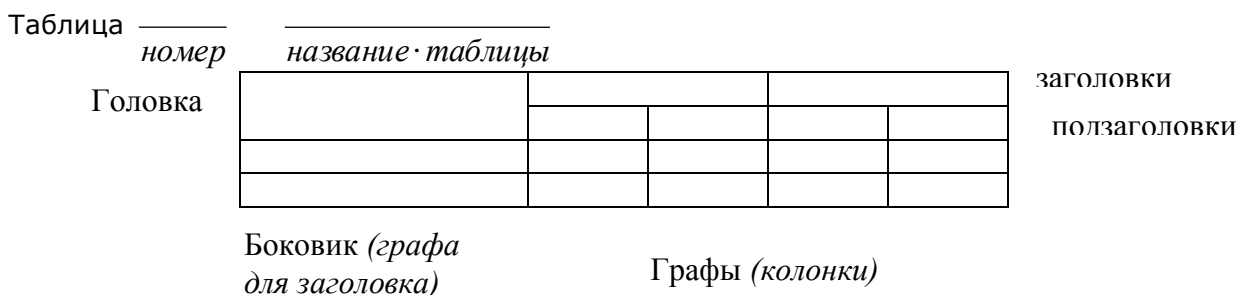 Таблица
номер название·таблицы
Головка
заголовки
подзаголовки
Боковик (графа
для заголовка)
Графы (колонки)